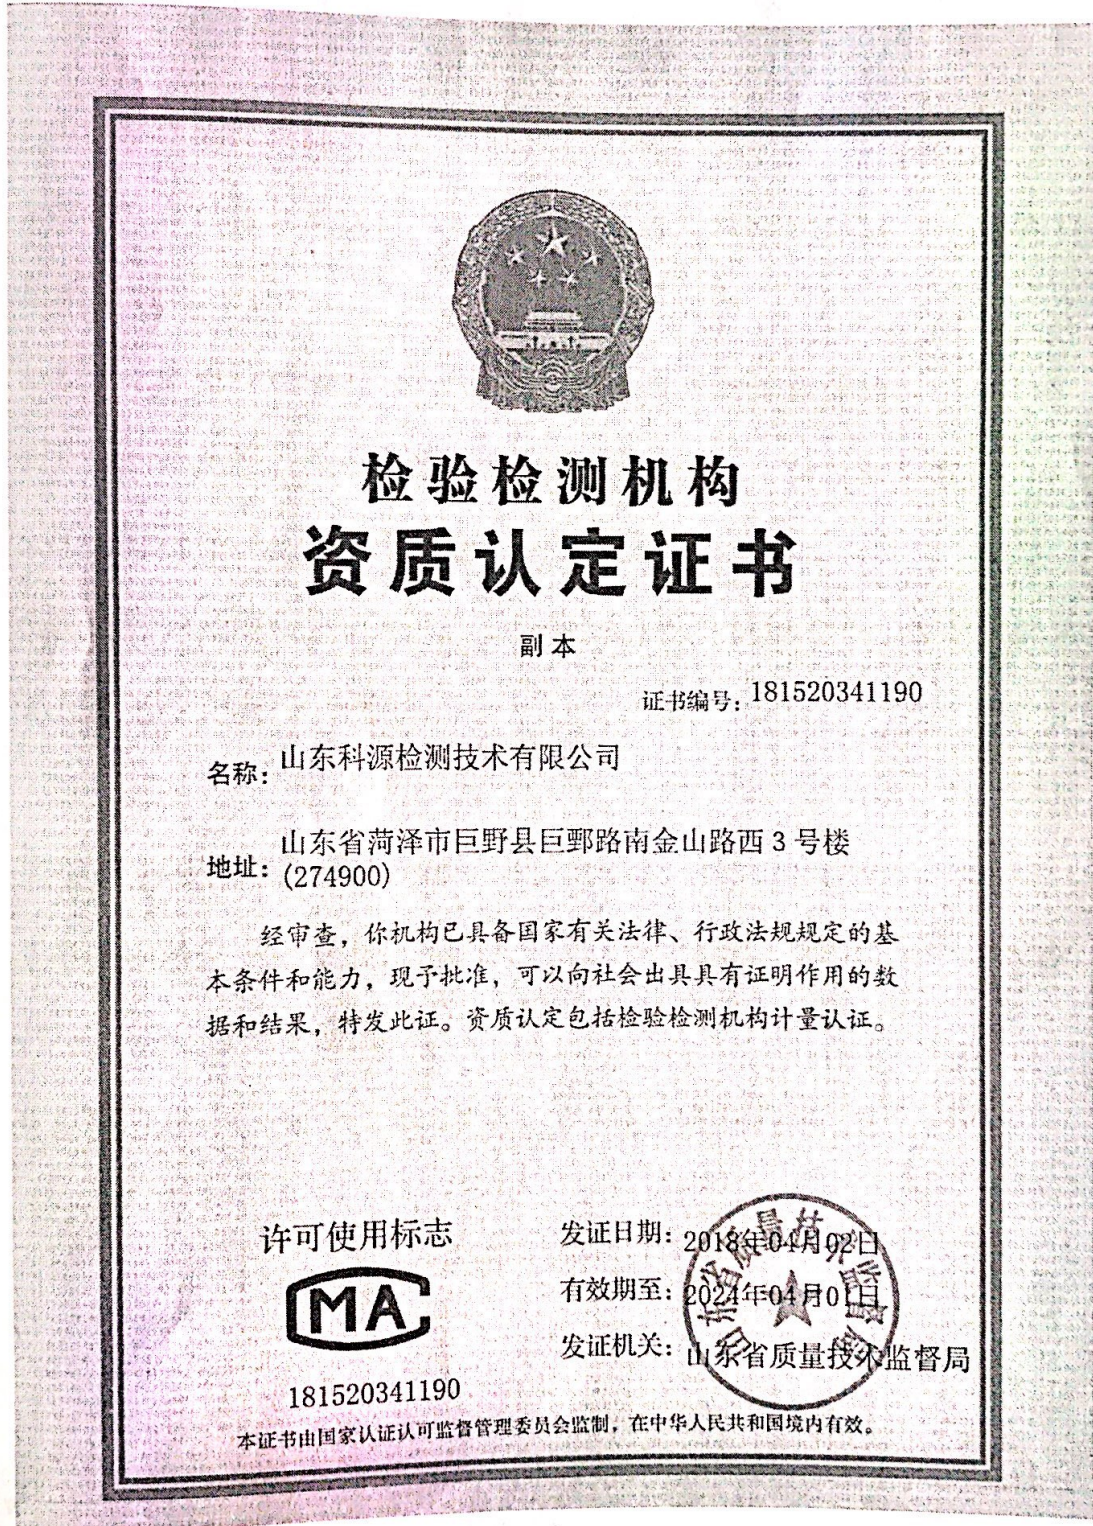 检验检测机构
资质认定证书
副本
证书编号：181520341190
名称：山东科源检测技术有限公司
地址：山东省菏泽市巨野县巨鄄路南金山路西3号楼
(274900)
经审查，你机构已具备国家有关法律、行政法规规定的基
本条件和能力，现予批准，可以向社会出具具有证明作用的数
据和结果，特发此证。资质认定包括检验检测机构计量认证。
许可使用标志
MA
181520341190
发证日期：2018年04月02日
有效期至：2024年04月01日
发证机关：山东省质量技术监督局
山东省质量技术监督局
本证书由国家认证认可监督管理委员会监制，在中华人民共和国境内有效。